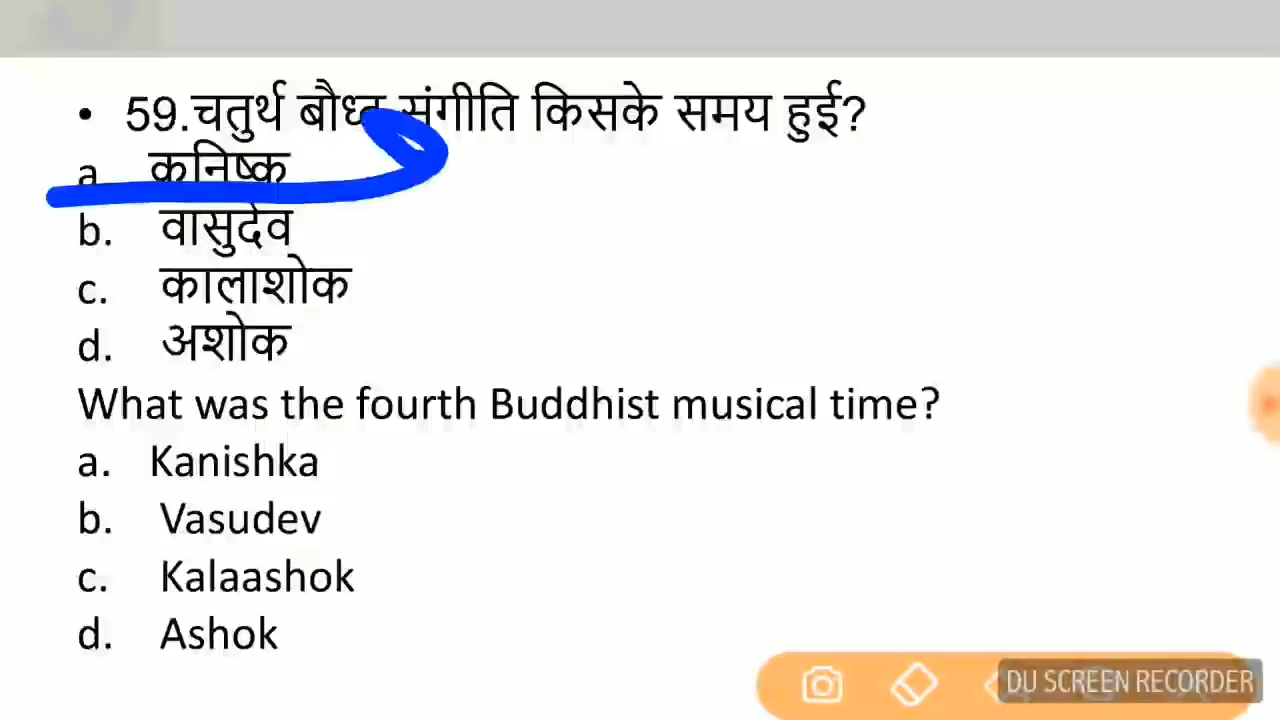 • 59.चतुर्थ बौध्द संगीति किसके समय हुई?
a. कनिष्क
b. वासुदेव
c. कालाशोक
d. अशोक
What was the fourth Buddhist musical time?
a. Kanishka
b. Vasudev
c. Kalaashok
d. Ashok
DU SCREEN RECORDER